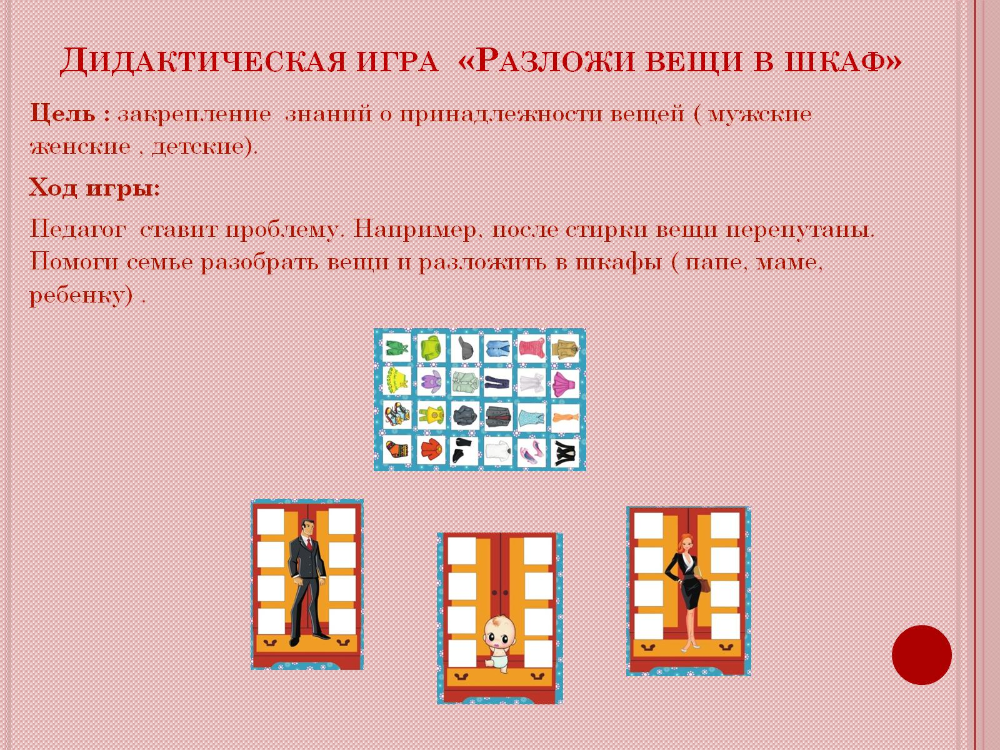 Дидактическая игра «Разложи вещи в шкаф»
Цель : закрепление знаний о принадлежности вещей ( мужские
женские , детские).
Ход игры:
Педагог ставит проблему. Например, после стирки вещи перепутаны.
Помоги семье разобрать вещи и разложить в шкафы ( папе, маме,
ребенку) .